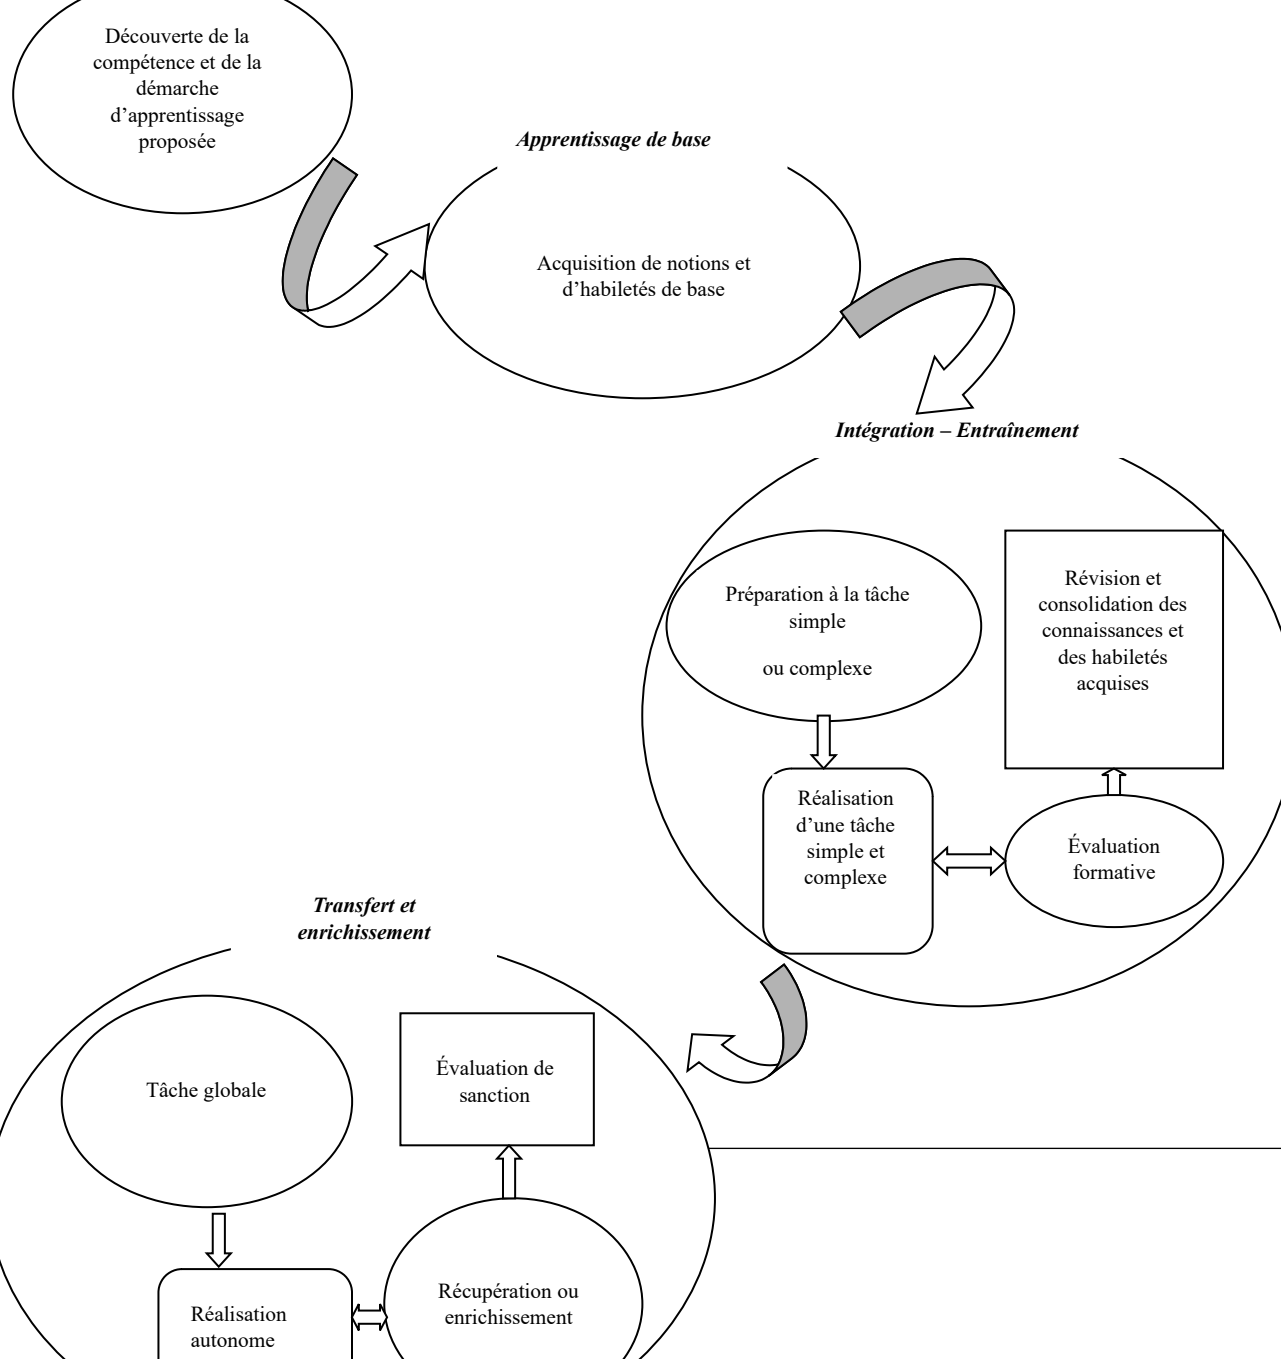 Découverte de la
compétence et de la
démarche
d’apprentissage
proposée
Apprentissage de base
Acquisition de notions et
d’habiletés de base
Intégration – Entraînement
Préparation à la tâche
simple
ou complexe
Révision et
consolidation des
connaissances et
des habiletés
acquises
Réalisation
d’une tâche
simple et
complexe
Évaluation
formative
Transfert et
enrichissement
Tâche globale
Évaluation de
sanction
Réalisation
autonome
Récupération ou
enrichissement